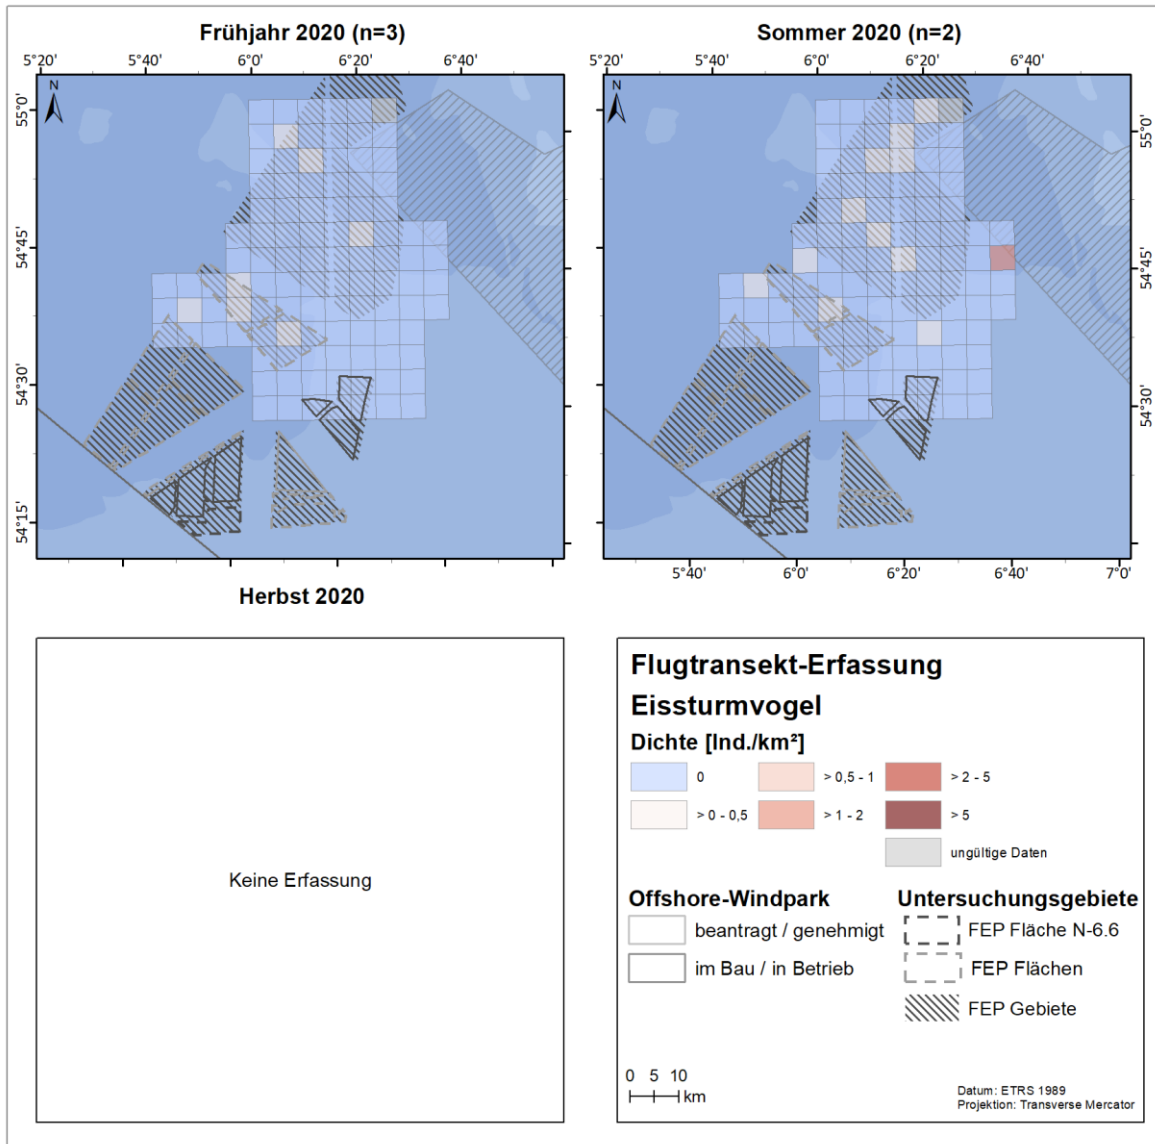 Frühjahr 2020 (n=3)
Sommer 2020 (n=2)
5°20' 5°40' 6°0' 6°20' 6°40'
5°40' 6°0' 6°20' 6°40'
N
N
55°0'
54°45'
54°30'
54°15'
55°0'
54°45'
54°30'
5°40' 6°0' 6°20' 6°40' 7°0'
Herbst 2020
Keine Erfassung
Flugtransekt-Erfassung
Eissturmvogel
Dichte [Ind./km²]
0
> 0,5 - 1
> 2 - 5
> 0 - 0,5
> 1 - 2
> 5
ungültige Daten
Offshore-Windpark
beantragt / genehmigt
im Bau / in Betrieb
Untersuchungsgebiete
FEP Fläche N-6.6
FEP Flächen
FEP Gebiete
0 5 10
km
Datum: ETRS 1989
Projektion: Transverse Mercator